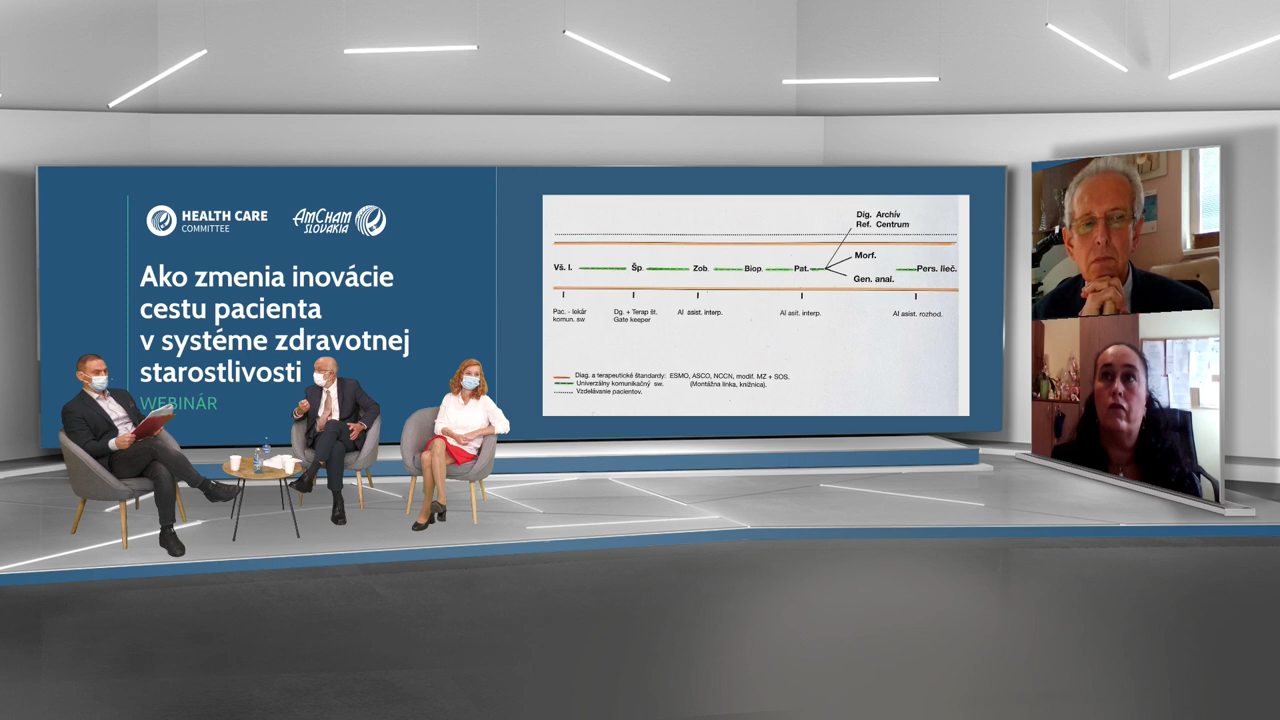 HEALTH CARE
COMMITTEE
AMCHAM
SLOVAKIA
Ako zmenia inovácie
cestu pacienta
v systéme zdravotnej
starostlivosti
WEBINÁR
Dig. Archív
Ref. Centrum
Morf.
Vš. l. Šp. Zob. Biop. Pat. Pers. lieč.
Gen. anal.
Pac. - lekár
komun. sw
Dg. + Terap št.
Gate keeper
AI asist. interp.
AI asit. interp.
AI asist. rozhod.
Diag. a terapeutické štandardy: ESMO, ASCO, NCCN, modif. MZ + SOS.
Univerzálny komunikačný sw. (Montážna linka, knižnica).
Vzdelávanie pacientov.